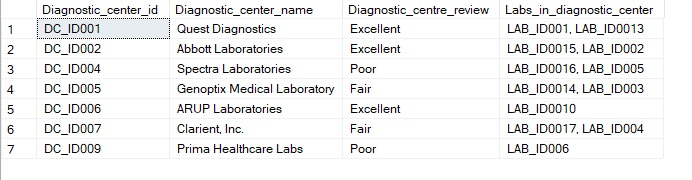 Diagnostic_center_id Diagnostic_center_name Diagnostic_centre_review Labs_in_diagnostic_center
1 DC_ID001 Quest Diagnostics Excellent LAB_ID001, LAB_ID0013
2 DC_ID002 Abbott Laboratories Excellent LAB_ID0015, LAB_ID002
3 DC_ID004 Spectra Laboratories Poor LAB_ID0016, LAB_ID005
4 DC_ID005 Genoptix Medical Laboratory Fair LAB_ID0014, LAB_ID003
5 DC_ID006 ARUP Laboratories Excellent LAB_ID0010
6 DC_ID007 Clarient, Inc. Fair LAB_ID0017, LAB_ID004
7 DC_ID009 Prima Healthcare Labs Poor LAB_ID006